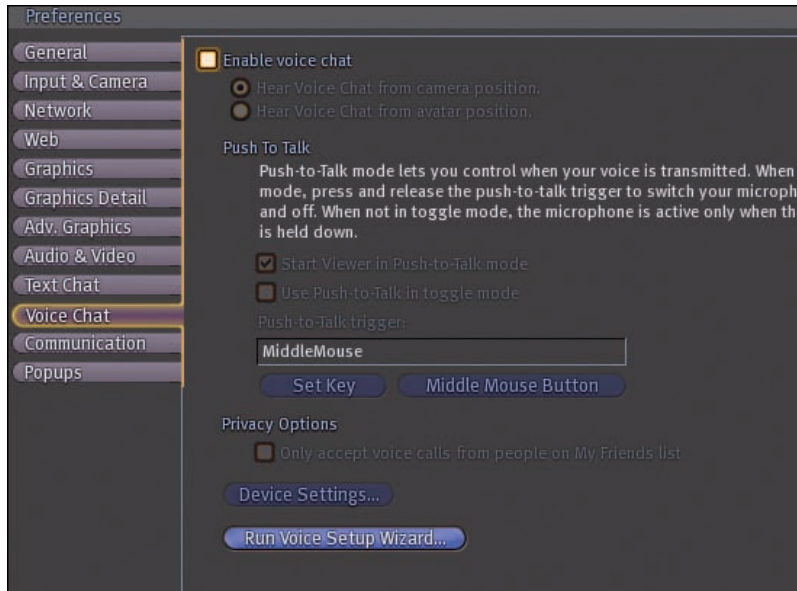 Preferences
General
Input & Camera
Network
Web
Graphics
Graphics Detail
Adv. Graphics
Audio & Video
Text Chat
Voice Chat
Communication
Popups
Enable voice chat
Hear Voice Chat from camera position.
Hear Voice Chat from avatar position.
Push To Talk
Push-to-Talk mode lets you control when your voice is transmitted. When
mode, press and release the push-to-talk trigger to switch your microph
and off. When not in toggle mode, the microphone is active only when th
is held down.
Start Viewer in Push-to-Talk mode
Use Push-to-Talk in toggle mode
Push-to-Talk trigger:
MiddleMouse
Set Key
Middle Mouse Button
Privacy Options
Only accept voice calls from people on My Friends list
Device Settings...
Run Voice Setup Wizard...